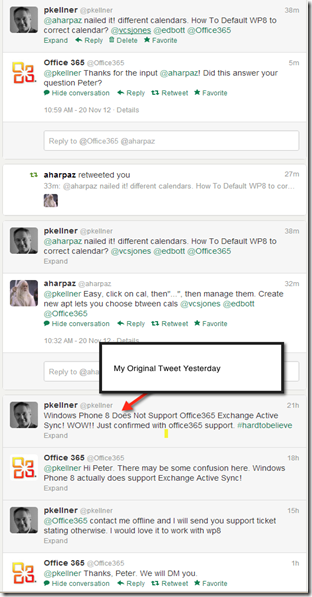 pkellner @pkellner 38m
@aharpaz nailed it! different calendars. How To Default WP8 to
correct calendar? @vcsjones @edbott @Office365
Expand Reply Delete Favorite
Office 365 @Office365 5m
@pkellner Thanks for the input @aharpaz! Did this answer your
question Peter?
Hide conversation Reply Retweet Favorite
10:59 AM - 20 Nov 12 · Details
Reply to @Office365 @aharpaz
aharpaz retweeted you 27m
33m: @aharpaz nailed it! different calendars. How To Default WP8 to cor...
pkellner @pkellner 38m
@aharpaz nailed it! different calendars. How To Default WP8 to
correct calendar? @vcsjones @edbott @Office365
Expand
aharpaz @aharpaz 32m
@pkellner Easy, click on cal, then"...", then manage them. Create
new apt lets you choose btween cals @vcsjones @edbott
@Office365
Hide conversation Reply Retweet Favorite
10:32 AM - 20 Nov 12 · Details
Reply to @aha
My Original Tweet Yesterday
pkellner @pkellner 21h
Windows Phone 8 Does Not Support Office365 Exchange Active
Sync! WOW!! Just confirmed with office365 support. #hardtobelieve
Expand
Office 365 @Office365 18h
@pkellner Hi Peter. There may be some confusion here. Windows
Phone 8 actually does support Exchange Active Sync!
Expand
pkellner @pkellner 15h
@Office365 contact me offline and I will send you support ticket
stating otherwise. I would love it to work with wp8
Expand
Office 365 @Office365 1h
@pkellner Thanks, Peter. We will DM you.
Hide conversation Reply Retweet Favorite